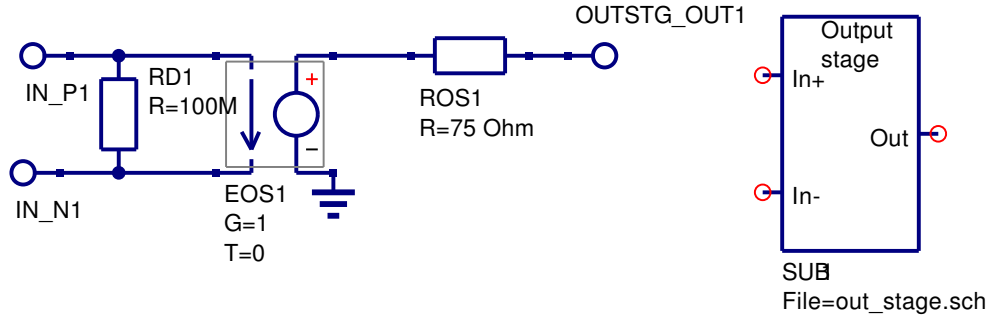 OUTSTG_OUT1
Output
stage
IN_P1
RD1
R=100M
+
In+
ROS1
R=75 Ohm
Out
−
IN_N1
EOS1
G=1
T=0
In-
SUB1
File=out_stage.sch